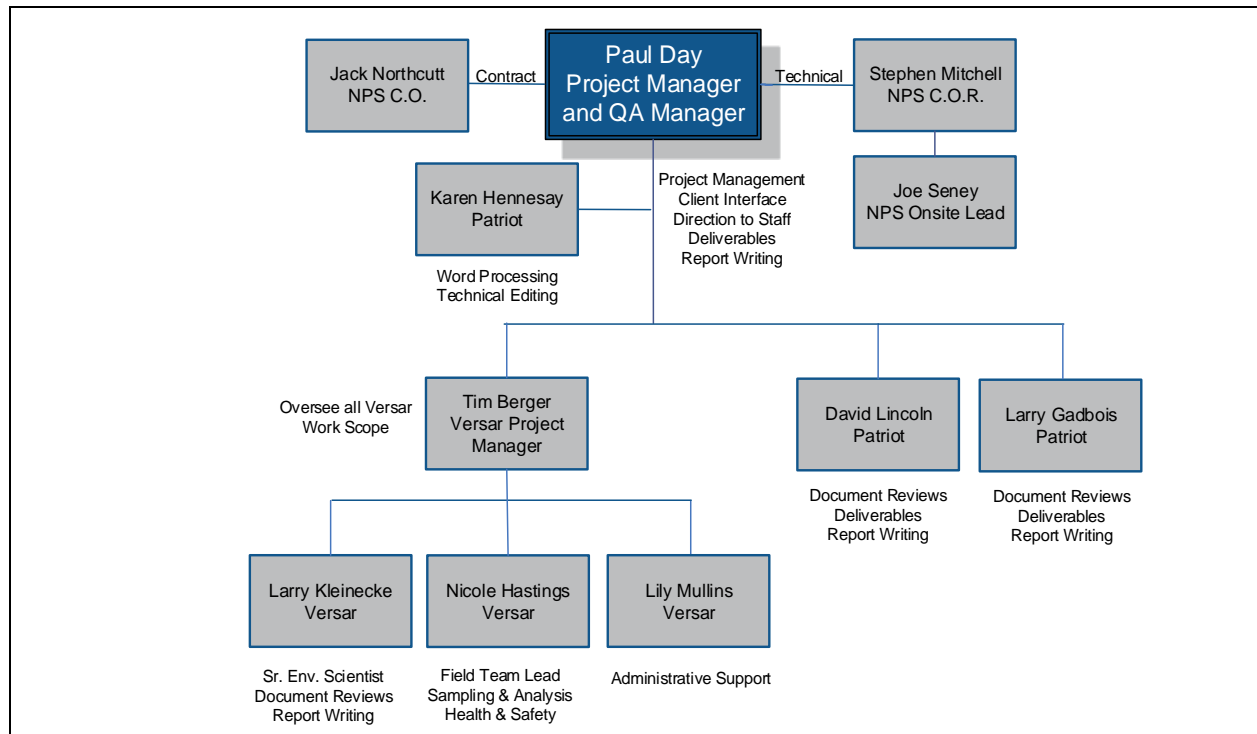 Paul Day
Project Manager
and QA Manager
Jack Northcutt
NPS C.O.
Contract
Technical
Stephen Mitchell
NPS C.O.R.
Joe Seney
NPS Onsite Lead
Karen Hennesay
Patriot
Project Management
Client Interface
Direction to Staff
Deliverables
Report Writing
Word Processing
Technical Editing
Oversee all Versar
Work Scope
Tim Berger
Versar Project
Manager
David Lincoln
Patriot
Larry Gadbois
Patriot
Document Reviews
Deliverables
Report Writing
Document Reviews
Deliverables
Report Writing
Larry Kleinecke
Versar
Nicole Hastings
Versar
Lily Mullins
Versar
Sr. Env. Scientist
Document Reviews
Report Writing
Field Team Lead
Sampling & Analysis
Health & Safety
Administrative Support